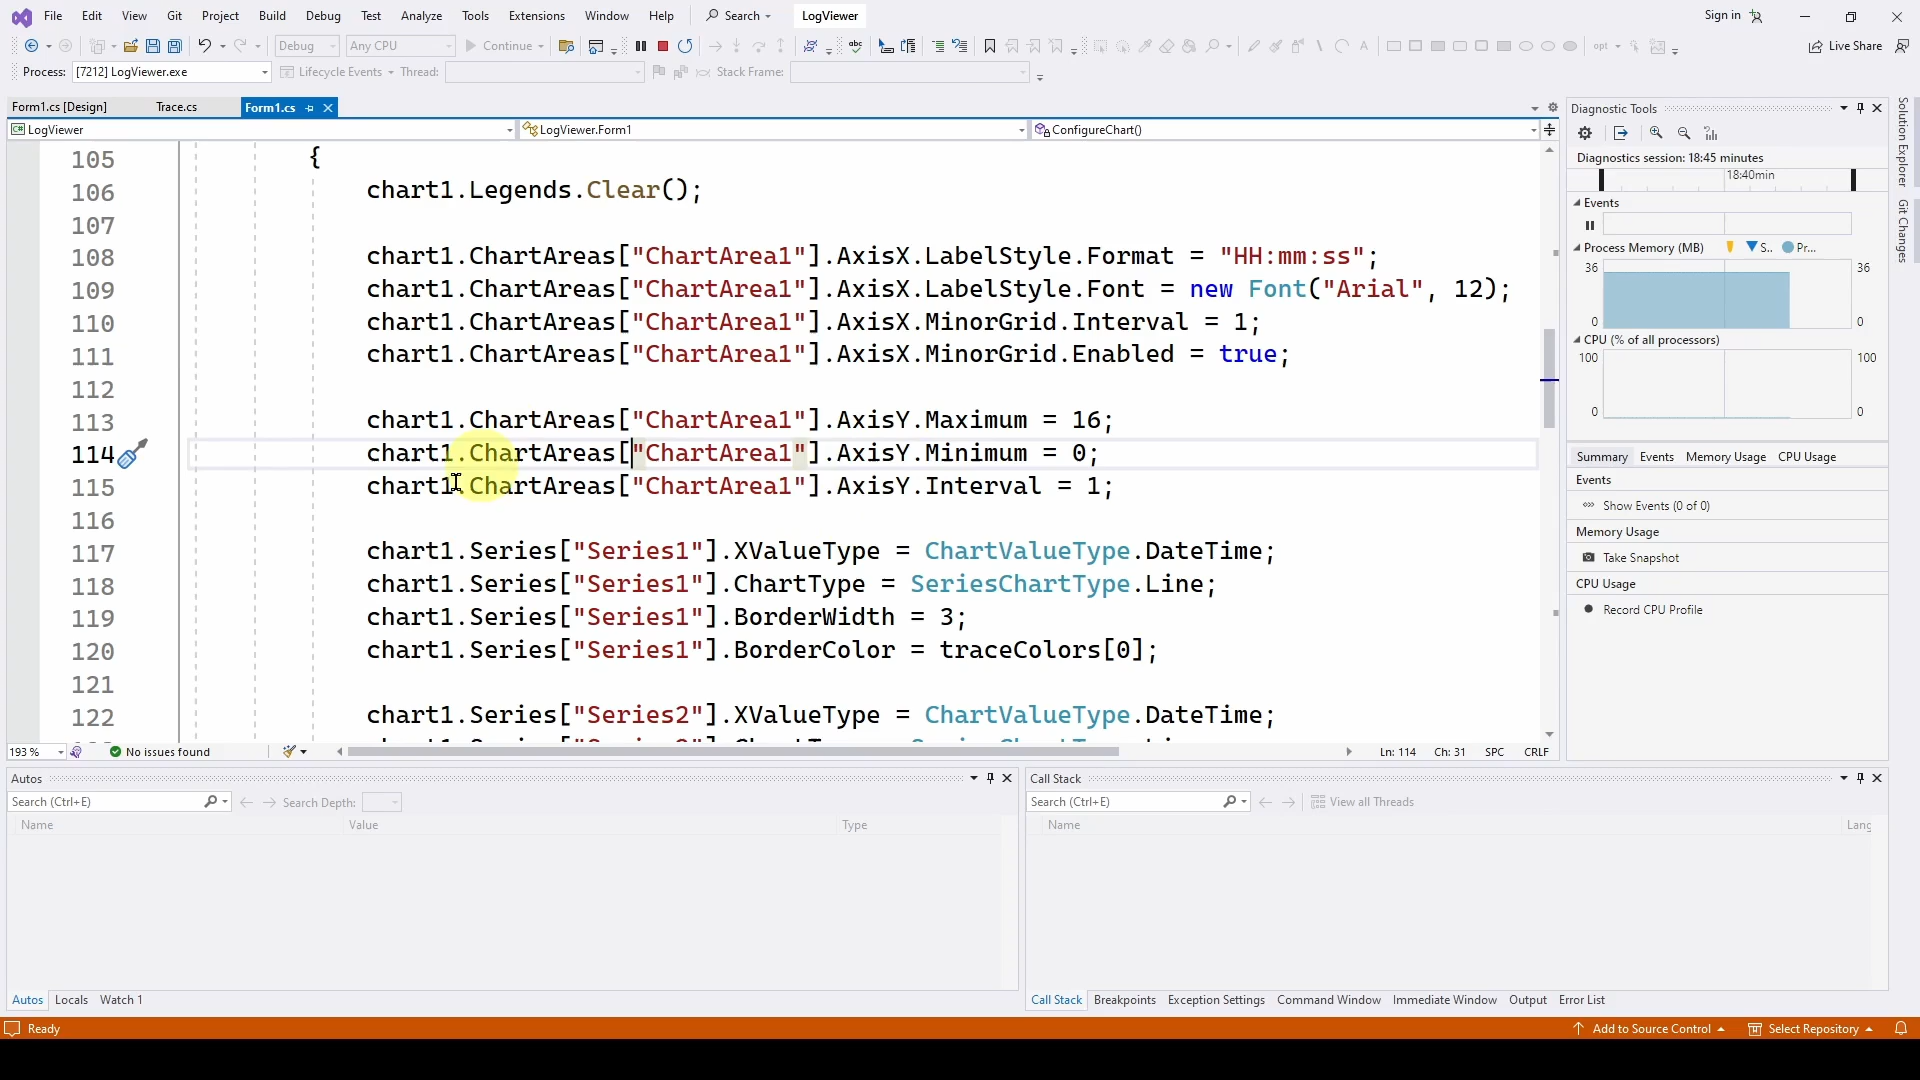 File Edit View Git Project Build Debug Test Analyze Tools Extensions Window Help Search LogViewer Sign in
Debug Any CPU Continue abc opt Live Share
Process: [7212] LogViewer.exe Lifecycle Events Thread: Stack Frame:
Form1.cs [Design] Trace.cs Form1.cs
LogViewer LogViewer.Form1 ConfigureChart()
105 {
106 chart1.Legends.Clear();
107
108 chart1.ChartAreas["ChartArea1"].AxisX.LabelStyle.Format = "HH:mm:ss";
109 chart1.ChartAreas["ChartArea1"].AxisX.LabelStyle.Font = new Font("Arial", 12);
110 chart1.ChartAreas["ChartArea1"].AxisX.MinorGrid.Interval = 1;
111 chart1.ChartAreas["ChartArea1"].AxisX.MinorGrid.Enabled = true;
112
113 chart1.ChartAreas["ChartArea1"].AxisY.Maximum = 16;
114 chart1.ChartAreas["ChartArea1"].AxisY.Minimum = 0;
115 chart1.ChartAreas["ChartArea1"].AxisY.Interval = 1;
116
117 chart1.Series["Series1"].XValueType = ChartValueType.DateTime;
118 chart1.Series["Series1"].ChartType = SeriesChartType.Line;
119 chart1.Series["Series1"].BorderWidth = 3;
120 chart1.Series["Series1"].BorderColor = traceColors[0];
121
122 chart1.Series["Series2"].XValueType = ChartValueType.DateTime;
193 % No issues found Ln: 114 Ch: 31 SPC CRLF
Diagnostic Tools
Diagnostics session: 18:45 minutes
18:40min
Events
Process Memory (MB) S.. Pr...
36 36
0 0
CPU (% of all processors)
100 100
0 0
Summary Events Memory Usage CPU Usage
Events
Show Events (0 of 0)
Memory Usage
Take Snapshot
CPU Usage
Record CPU Profile
Solution Explorer
Git Changes
Autos
Search (Ctrl+E) Search Depth:
Name Value Type
Autos Locals Watch 1
Call Stack
Search (Ctrl+E) View all Threads
Name Lang
Call Stack Breakpoints Exception Settings Command Window Immediate Window Output Error List
Ready Add to Source Control Select Repository